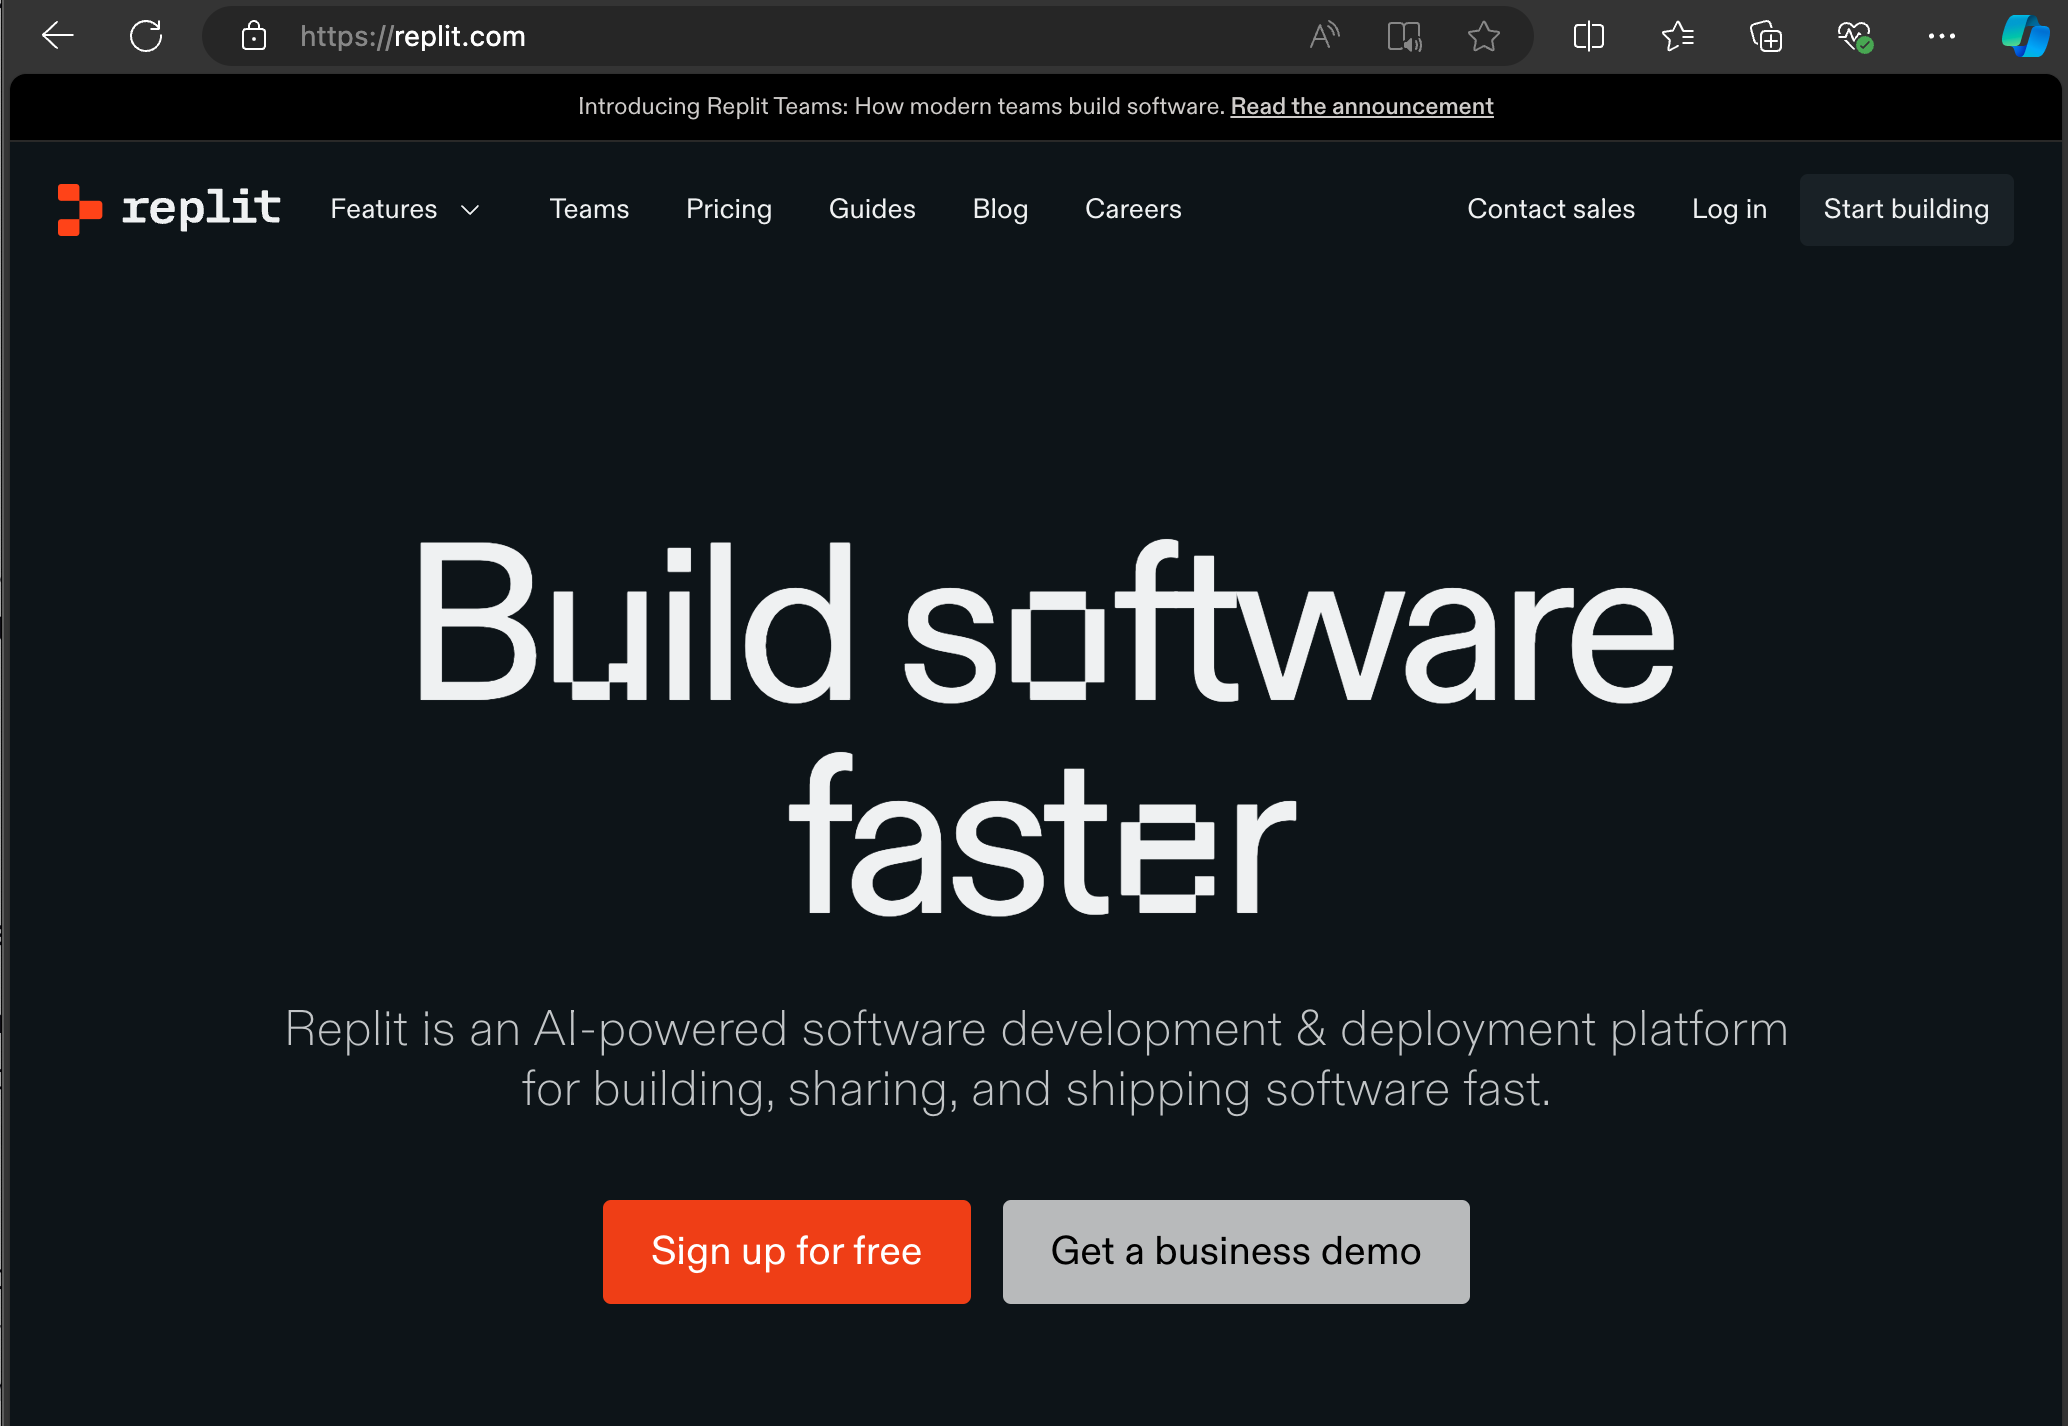 https://replit.com
Introducing Replit Teams: How modern teams build software. Read the announcement
replit Features Teams Pricing Guides Blog Careers Contact sales Log in Start building
Build software
faster
Replit is an AI-powered software development & deployment platform
for building, sharing, and shipping software fast.
Sign up for free Get a business demo